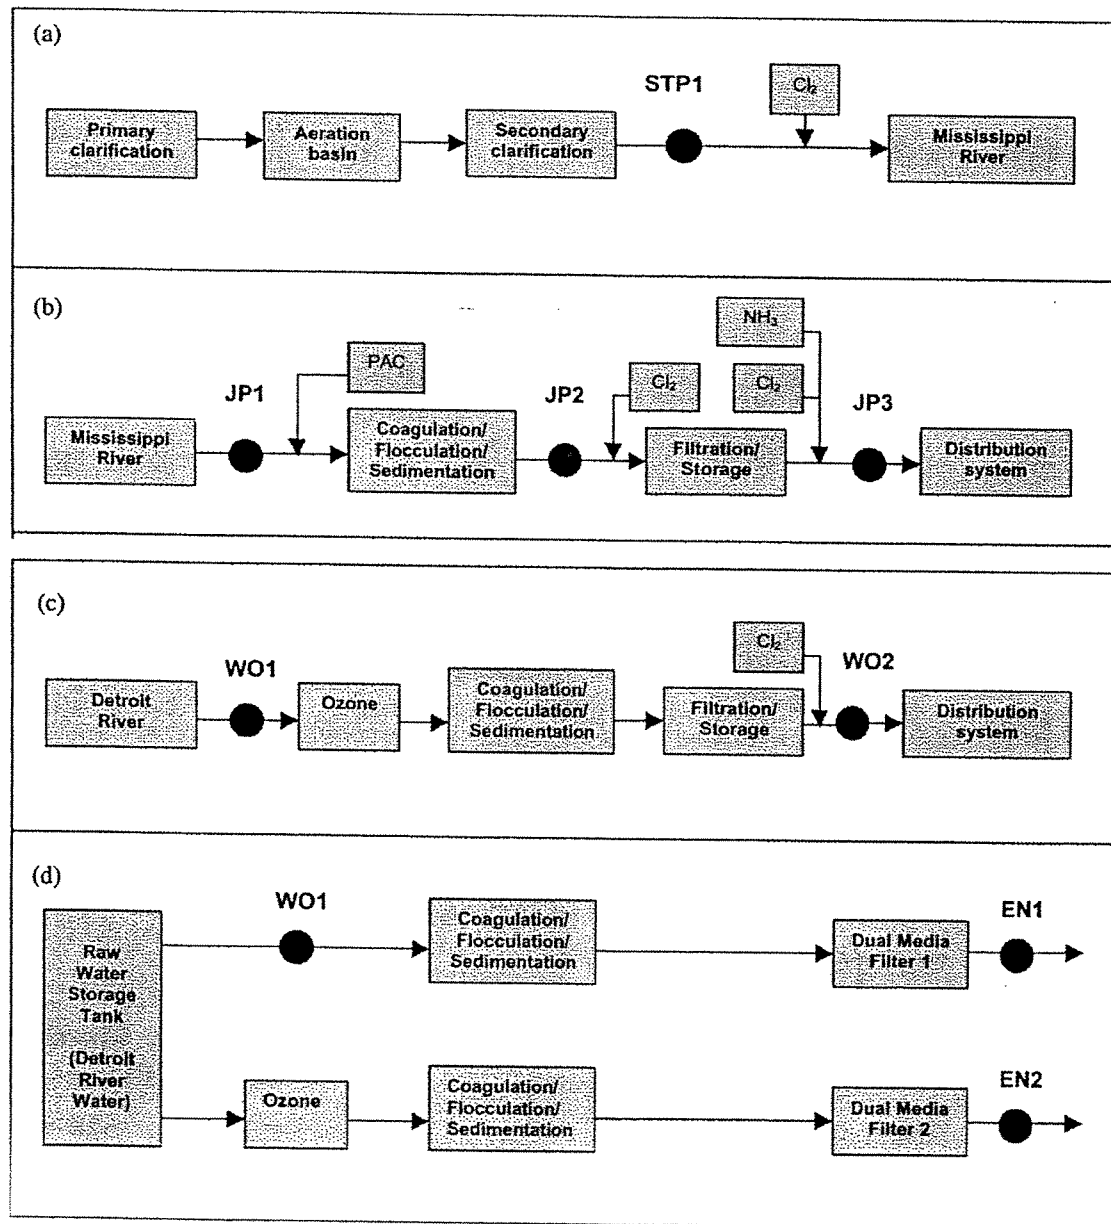 (a)
STP1
Cl₂
Primary
clarification
Aeration
basin
Secondary
clarification
Mississippi
River
(b)
NH₃
PAC
JP1
JP2
Cl₂
Cl₂
JP3
Mississippi
River
Coagulation/
Flocculation/
Sedimentation
Filtration/
Storage
Distribution
system
(c)
Cl₂
WO1
WO2
Detroit
River
Ozone
Coagulation/
Flocculation/
Sedimentation
Filtration/
Storage
Distribution
system
(d)
WO1
EN1
Raw
Water
Storage
Tank
(Detroit
River
Water)
Coagulation/
Flocculation/
Sedimentation
Dual Media
Filter 1
EN2
Ozone
Coagulation/
Flocculation/
Sedimentation
Dual Media
Filter 2